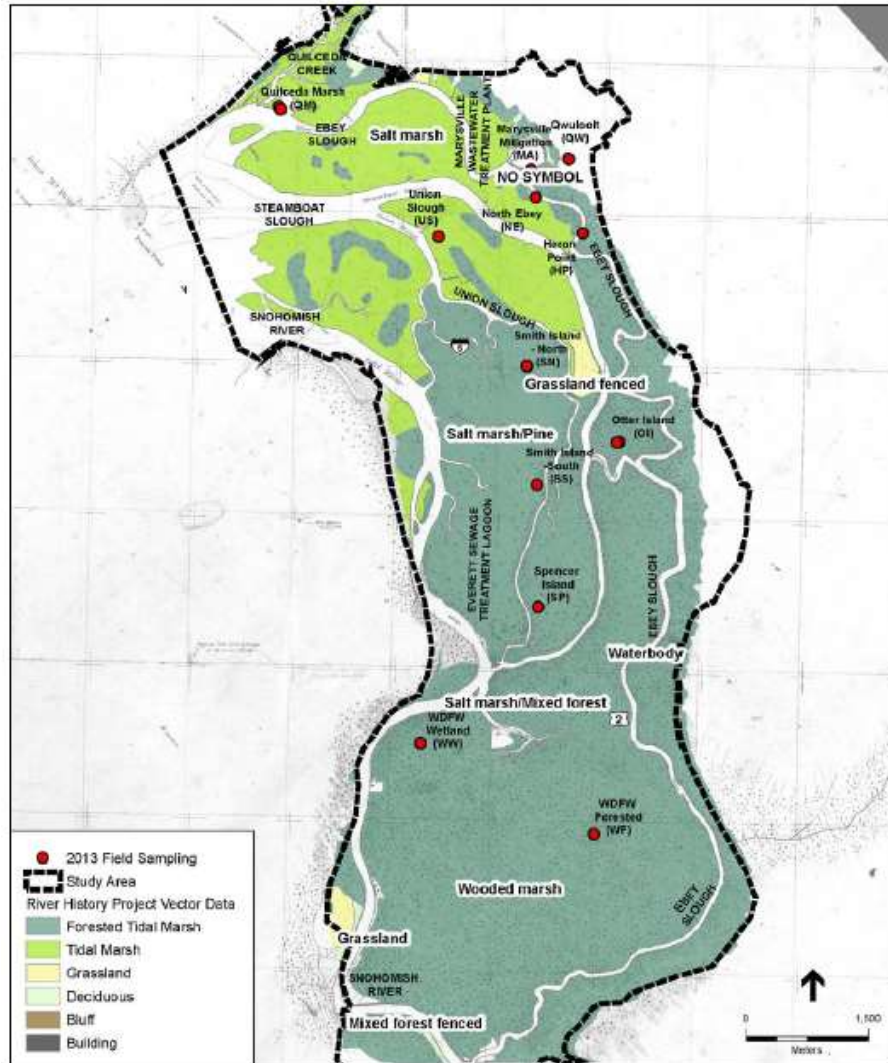 QUILCEDA
CREEK
Quilceda Marsh
(QM)
EBEY
SLOUGH
Salt marsh
MARYSVILLE
WASTEWATER
TREATMENT PLANT
Marysville
Mitigation
(MA)
Qwuloolt
(QW)
NO SYMBOL
STEAMBOAT
SLOUGH
Union
Slough
(US)
North Ebey
(NE)
Heron
Point
(HP)
EBEY SLOUGH
UNION SLOUGH
SNOHOMISH
RIVER
5
Smith Island
-North
(SN)
Grassland fenced
Otter Island
(OI)
Salt marsh/Pine
Smith Island
-South
(SS)
EVERETT SEWAGE
TREATMENT LAGOON
Spencer
Island
(SP)
EBEY SLOUGH
Waterbody
Salt marsh/Mixed forest
2
WDFW
Wetland
(WW)
WDFW
Forested
(WF)
Wooded marsh
EBEY
SLOUGH
Grassland
SNOHOMISH
RIVER
Mixed forest fenced
2013 Field Sampling
Study Area
River History Project Vector Data
Forested Tidal Marsh
Tidal Marsh
Grassland
Deciduous
Bluff
Building
0
1,500
Meters